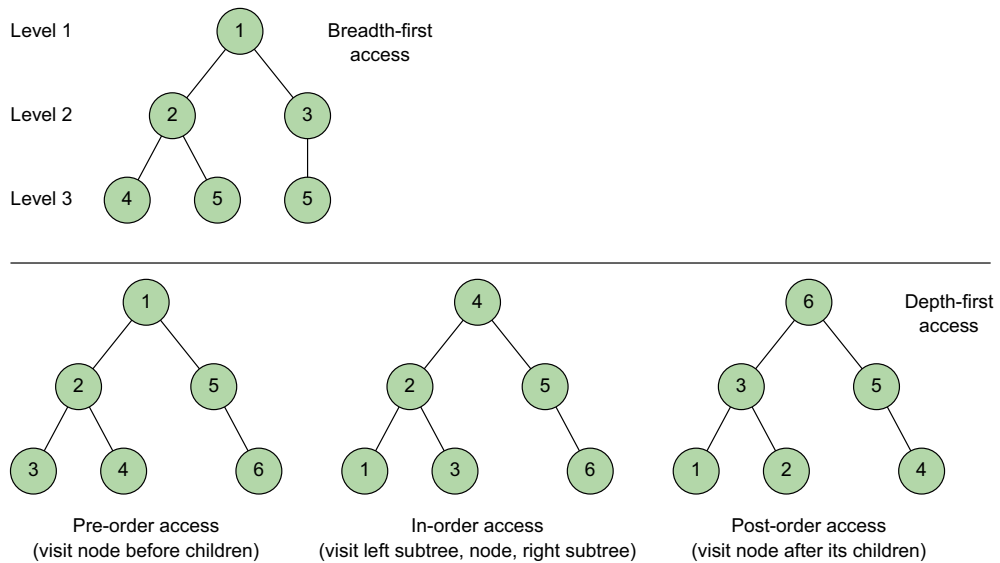 Level 1
1
Breadth-first
access
Level 2
2
3
Level 3
4
5
5
1
4
6
Depth-first
access
2
5
2
5
3
5
3
4
6
1
3
6
1
2
4
Pre-order access
In-order access
Post-order access
(visit node before children)
(visit left subtree, node, right subtree)
(visit node after its children)